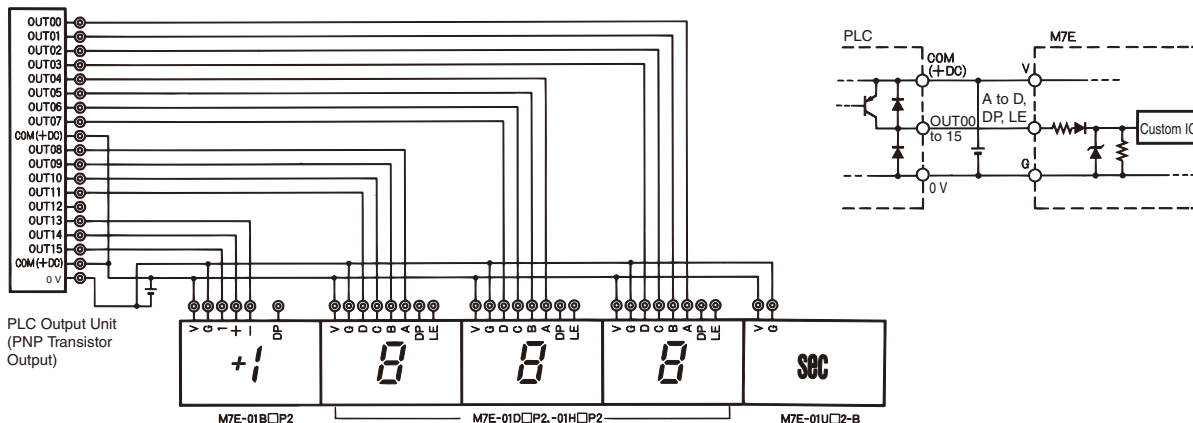 OUT00
OUT01
OUT02
OUT03
OUT04
OUT05
OUT06
OUT07
COM(+DC)
OUT08
OUT09
OUT10
OUT11
OUT12
OUT13
OUT14
OUT15
COM(+DC)
0 V
PLC Output Unit
(PNP Transistor
Output)
V G 1 + − DP
V G D C B A DP LE
V G D C B A DP LE
V G D C B A DP LE
V G
+1
8
8
8
sec
M7E-01B□P2
M7E-01D□P2,-01H□P2
M7E-01U□2-B
PLC
M7E
COM
(+DC)
V
A to D,
DP, LE
OUT00
to 15
Custom IC
G
0 V